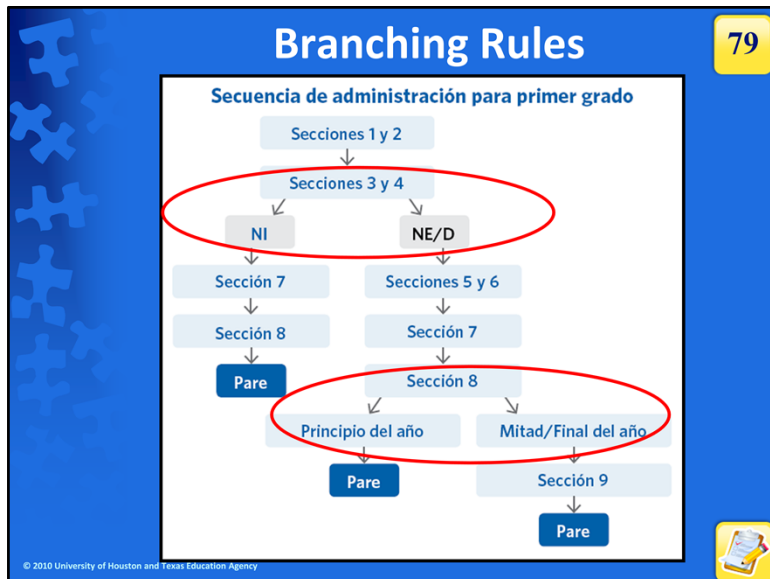 Branching Rules
79
Secuencia de administración para primer grado
Secciones 1 y 2
Secciones 3 y 4
NI
NE/D
Sección 7
Secciones 5 y 6
Sección 8
Sección 7
Pare
Sección 8
Principio del año
Mitad/Final del año
Pare
Sección 9
Pare
© 2010 University of Houston and Texas Education Agency